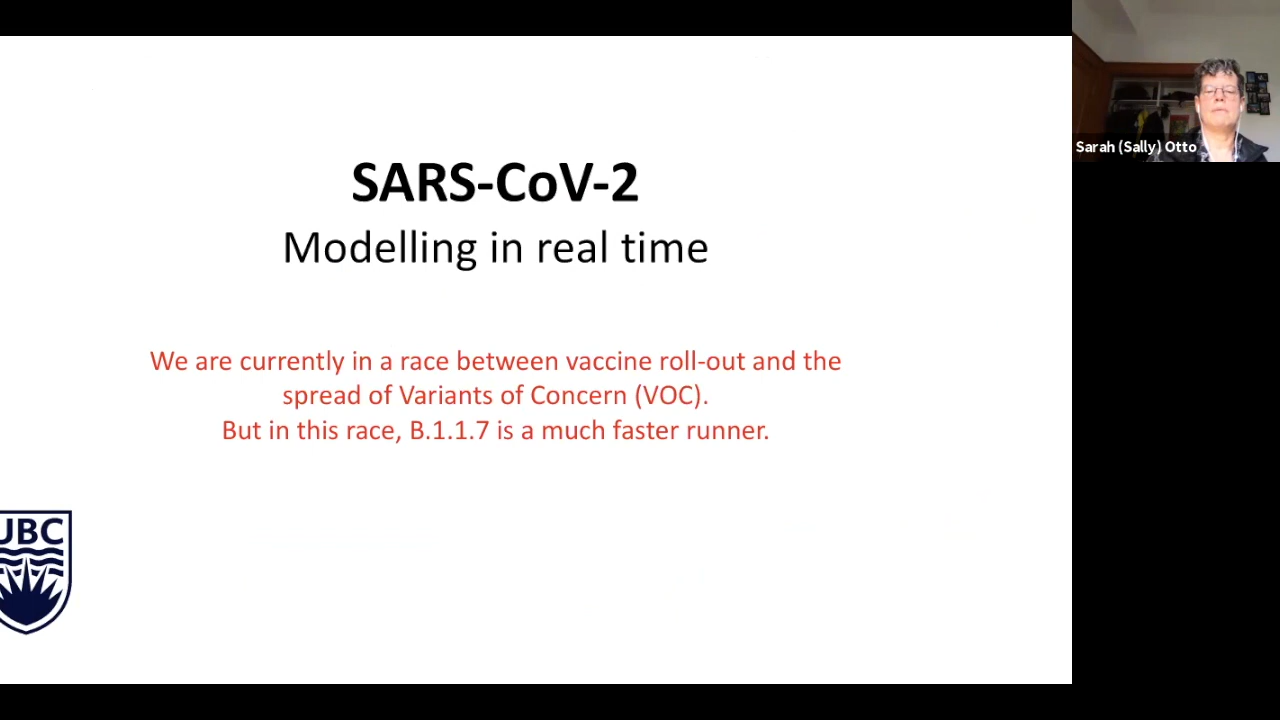 SARS-CoV-2
Modelling in real time
We are currently in a race between vaccine roll-out and the
spread of Variants of Concern (VOC).
But in this race, B.1.1.7 is a much faster runner.
UBC
Sarah (Sally) Otto